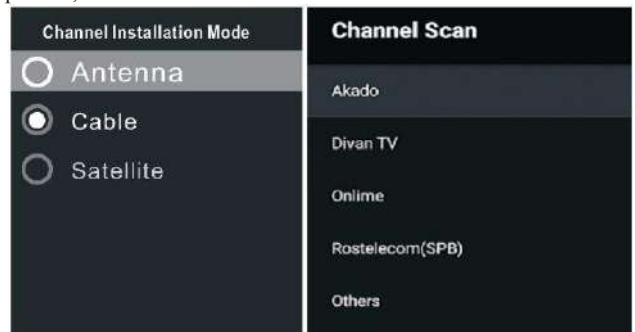 Channel Installation Mode
Antenna
Cable
Satellite
Channel Scan
Akado
Divan TV
Onlime
Rostelecom(SPB)
Others